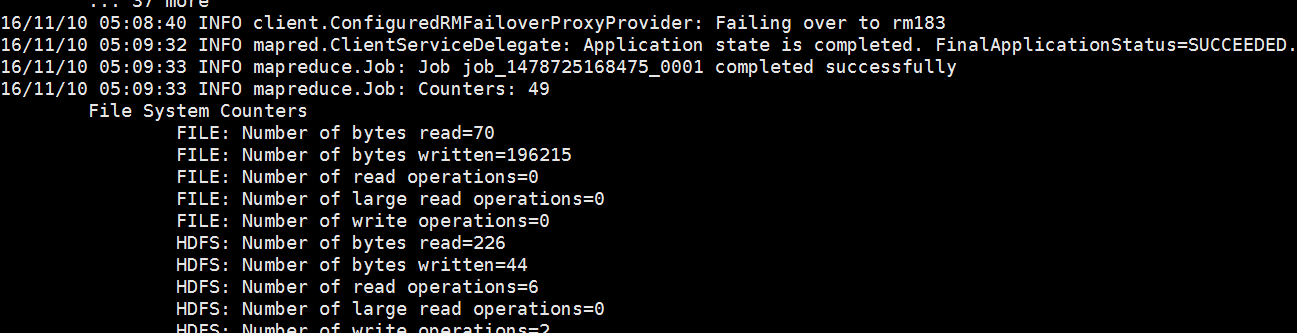 ... 37 more
16/11/10 05:08:40 INFO client.ConfiguredRMFailoverProxyProvider: Failing over to rm183
16/11/10 05:09:32 INFO mapred.ClientServiceDelegate: Application state is completed. FinalApplicationStatus=SUCCEEDED.
16/11/10 05:09:33 INFO mapreduce.Job: Job job_1478725168475_0001 completed successfully
16/11/10 05:09:33 INFO mapreduce.Job: Counters: 49
File System Counters
FILE: Number of bytes read=70
FILE: Number of bytes written=196215
FILE: Number of read operations=0
FILE: Number of large read operations=0
FILE: Number of write operations=0
HDFS: Number of bytes read=226
HDFS: Number of bytes written=44
HDFS: Number of read operations=6
HDFS: Number of large read operations=0
HDFS: Number of write operations=2